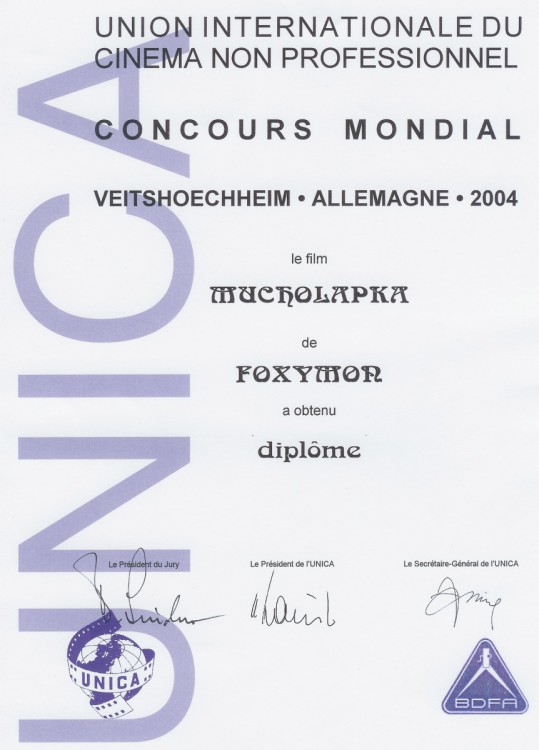 UNICA
UNION INTERNATIONALE DU
CINEMA NON PROFESSIONNEL
CONCOURS MONDIAL
VEITSHOECHHEIM • ALLEMAGNE • 2004
le film
MUCHOLAPKA
de
FOXYMON
a obtenu
diplôme
Le Président du Jury
Le Président de l'UNICA
Le Secrétaire-Général de l'UNICA
UNICA
BDFA